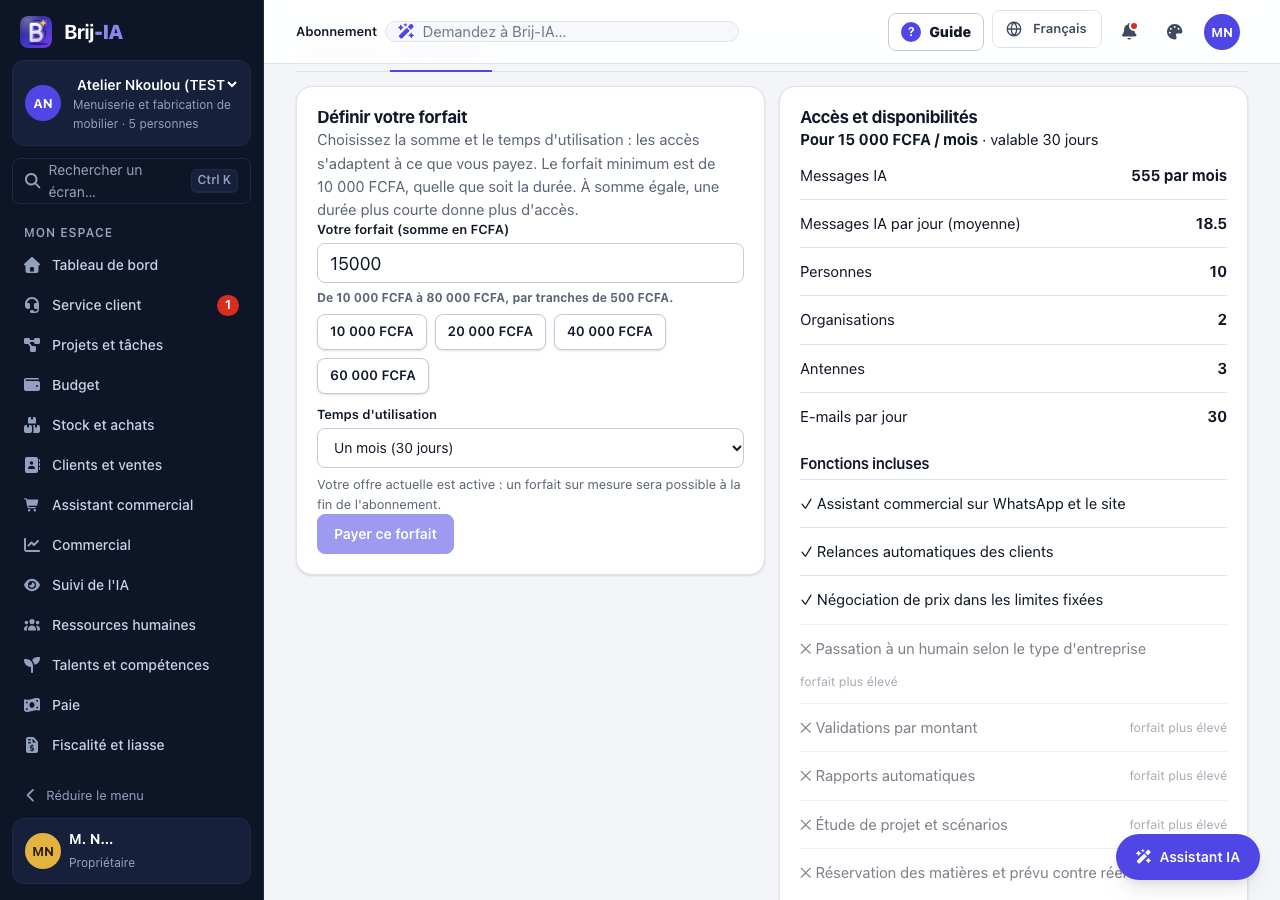 Brij-IA
AN
Atelier Nkoulou (TEST
Menuiserie et fabrication de
mobilier · 5 personnes
Rechercher un
écran...
Ctrl K
MON ESPACE
Tableau de bord
Service client
1
Projets et tâches
Budget
Stock et achats
Clients et ventes
Assistant commercial
Commercial
Suivi de l'IA
Ressources humaines
Talents et compétences
Paie
Fiscalité et liasse
Réduire le menu
MN
M. N...
Propriétaire
Abonnement
Demandez à Brij-IA...
? Guide
Français
MN
Définir votre forfait
Choisissez la somme et le temps d'utilisation : les accès
s'adaptent à ce que vous payez. Le forfait minimum est de
10 000 FCFA, quelle que soit la durée. À somme égale, une
durée plus courte donne plus d'accès.
Votre forfait (somme en FCFA)
15000
De 10 000 FCFA à 80 000 FCFA, par tranches de 500 FCFA.
10 000 FCFA 20 000 FCFA 40 000 FCFA
60 000 FCFA
Temps d'utilisation
Un mois (30 jours)
Votre offre actuelle est active : un forfait sur mesure sera possible à la
fin de l'abonnement.
Payer ce forfait
Accès et disponibilités
Pour 15 000 FCFA / mois · valable 30 jours
Messages IA 555 par mois
Messages IA par jour (moyenne) 18.5
Personnes 10
Organisations 2
Antennes 3
E-mails par jour 30
Fonctions incluses
✓ Assistant commercial sur WhatsApp et le site
✓ Relances automatiques des clients
✓ Négociation de prix dans les limites fixées
✕ Passation à un humain selon le type d'entreprise
forfait plus élevé
✕ Validations par montant forfait plus élevé
✕ Rapports automatiques forfait plus élevé
✕ Étude de projet et scénarios forfait plus élevé
✕ Réservation des matières et prévu contre réel
Assistant IA